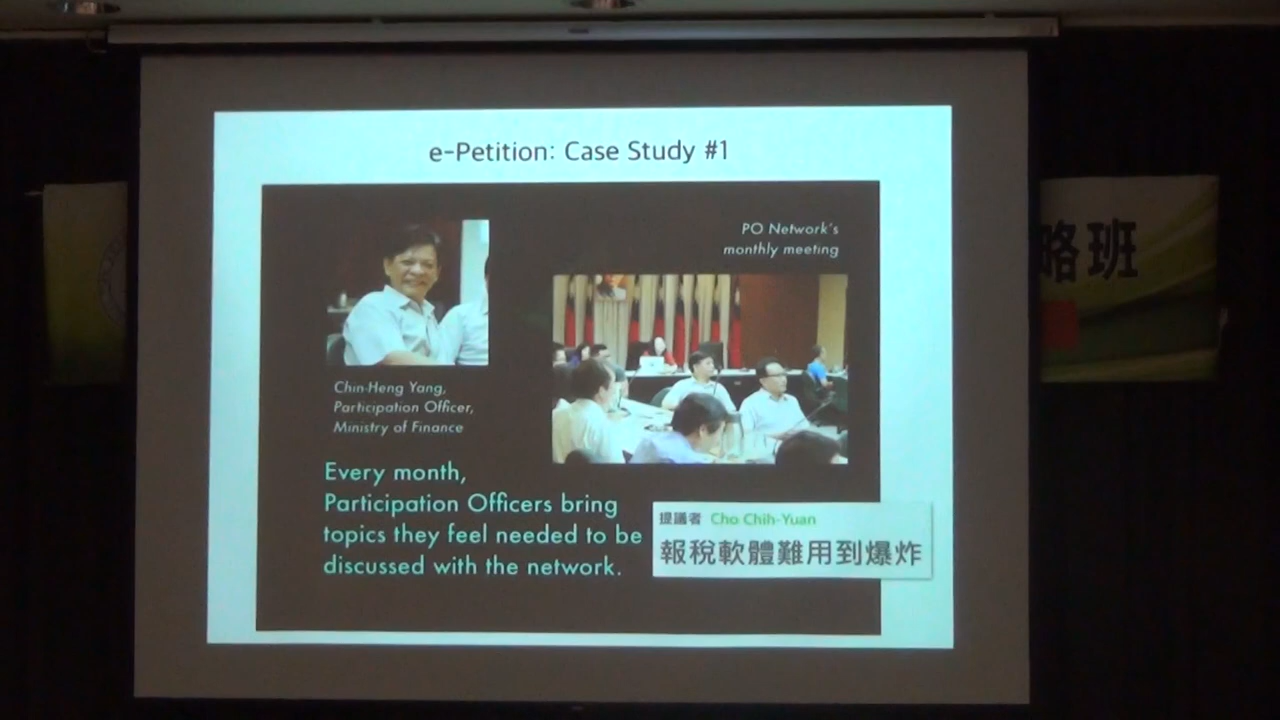 e-Petition: Case Study #1
PO Network's
monthly meeting
Chin-Heng Yang,
Participation Officer,
Ministry of Finance
Every month,
Participation Officers bring
topics they feel needed to be
discussed with the network.
提議者 Cho Chih-Yuan
報稅軟體難用到爆炸
略班